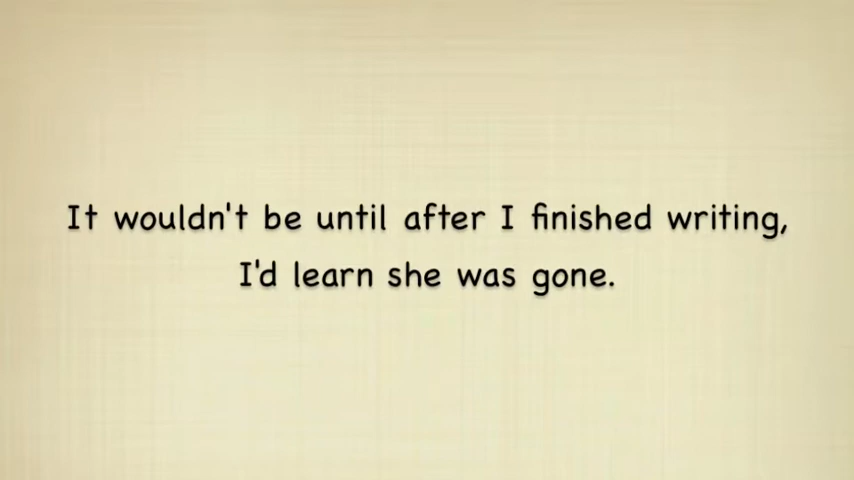 It wouldn't be until after I finished writing,
I'd learn she was gone.